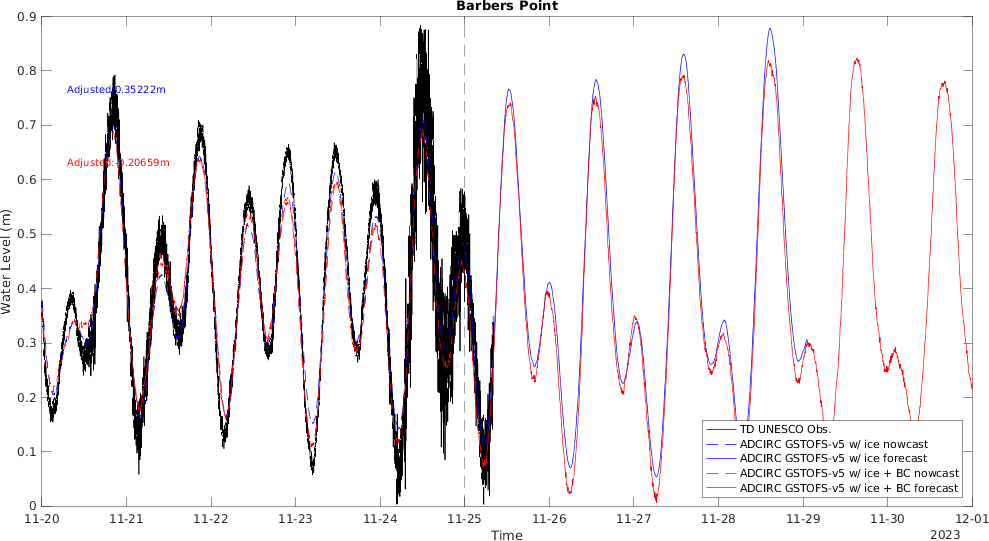 Barbers Point
0.9
0.8
0.7
0.6
0.5
0.4
0.3
0.2
0.1
0
Water Level (m)
Adjusted:0.35222m
Adjusted:-0.20659m
TD UNESCO Obs.
ADCIRC GSTOFS-v5 w/ ice nowcast
ADCIRC GSTOFS-v5 w/ ice forecast
ADCIRC GSTOFS-v5 w/ ice + BC nowcast
ADCIRC GSTOFS-v5 w/ ice + BC forecast
11-20 11-21 11-22 11-23 11-24 11-25 11-26 11-27 11-28 11-29 11-30 12-01
Time
2023